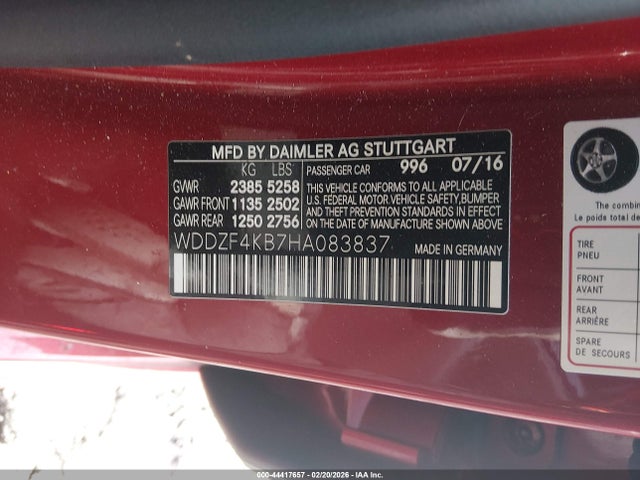 MFD BY DAIMLER AG STUTTGART
KG LBS PASSENGER CAR 996 07/16
GVWR 2385 5258
GAWR FRONT 1135 2502
GAWR REAR 1250 2756
THIS VEHICLE CONFORMS TO ALL APPLICABLE
U.S. FEDERAL MOTOR VEHICLE SAFETY,BUMPER
AND THEFT PREVENTION STANDARDS IN EFFECT
ON THE DATE OF MANUFACTURE SHOWN ABOVE
WDDZF4KB7HA083837
MADE IN GERMANY
The combin
Le poids total de
TIRE
PNEU
FRONT
AVANT
REAR
ARRIÈRE
SPARE
DE SECOURS
000-44417657 - 02/20/2026 - IAA LLC